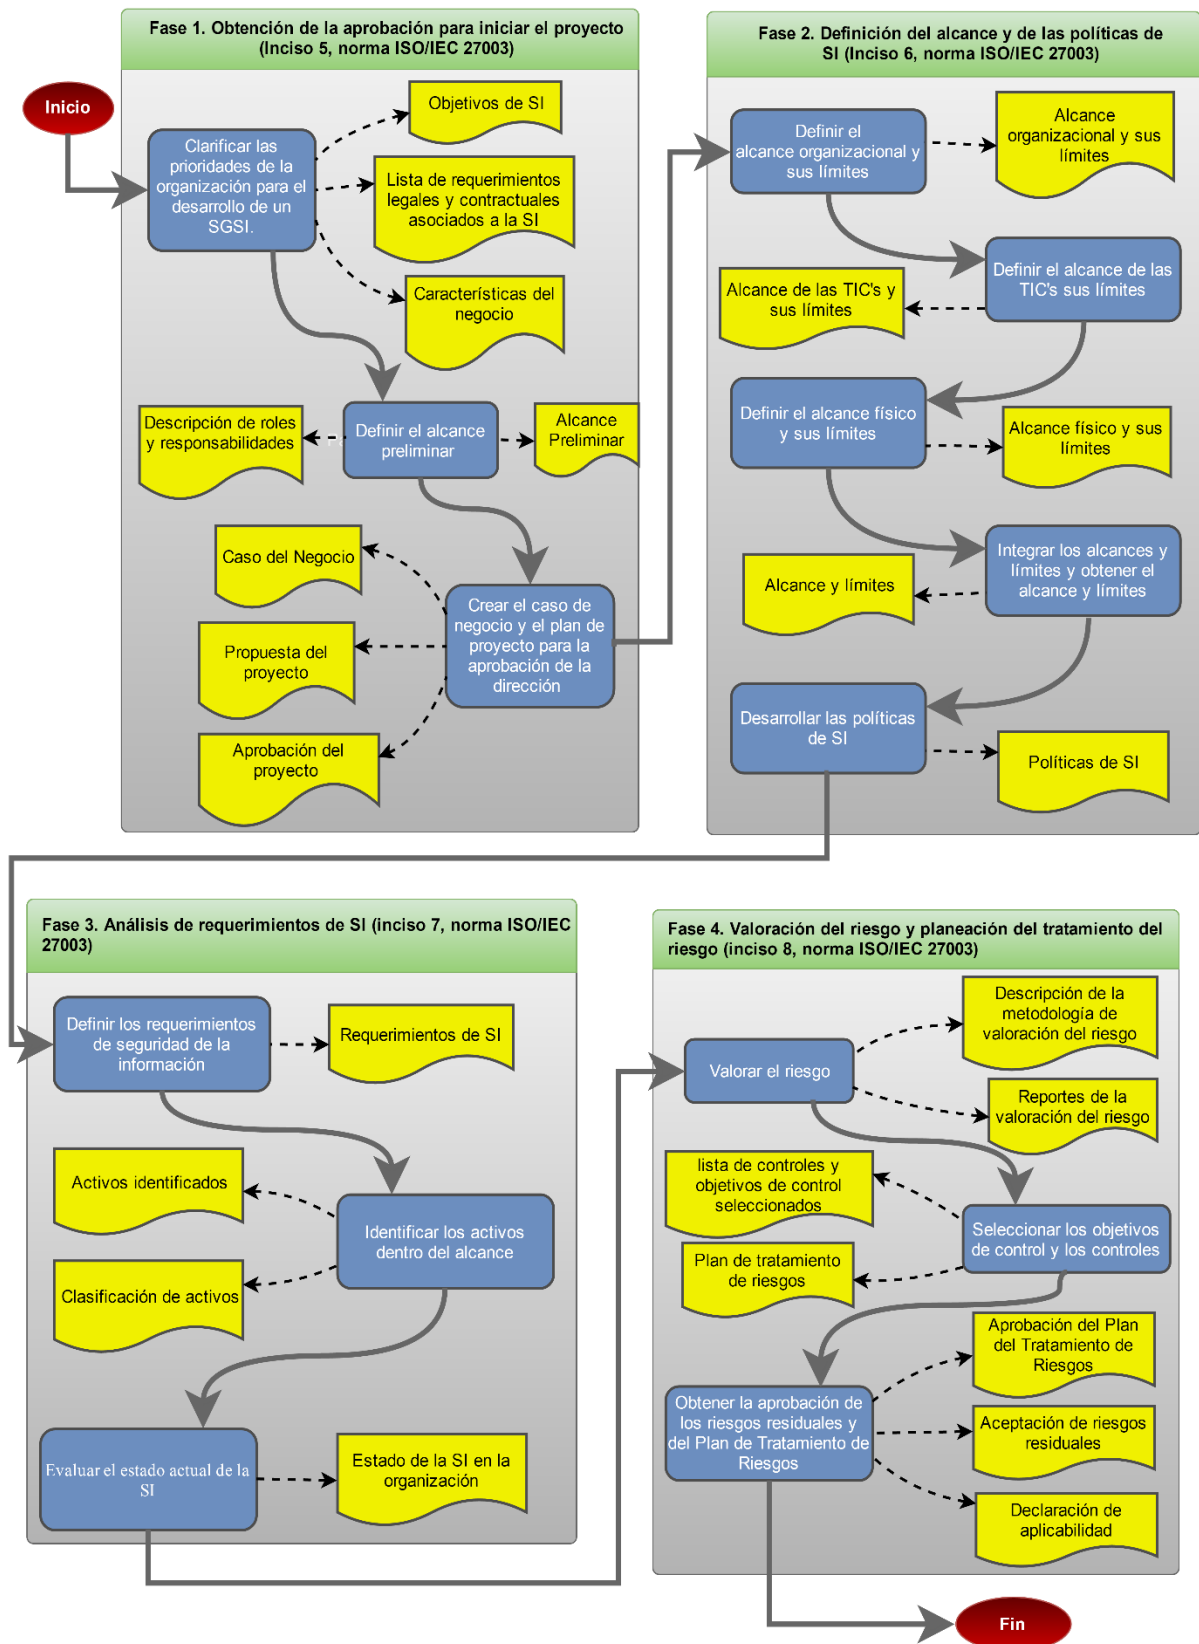 Fase 1. Obtención de la aprobación para iniciar el proyecto
(Inciso 5, norma ISO/IEC 27003)
Inicio
Clarificar las
prioridades de la
organización para el
desarrollo de un
SGSI.
Objetivos de SI
Lista de requerimientos
legales y contractuales
asociados a la SI
Características del
negocio
Definir el alcance
preliminar
Descripción de roles
y responsabilidades
Alcance
Preliminar
Crear el caso de
negocio y el plan de
proyecto para la
aprobación de la
dirección
Caso del Negocio
Propuesta del
proyecto
Aprobación del
proyecto
Fase 2. Definición del alcance y de las políticas de
SI (Inciso 6, norma ISO/IEC 27003)
Definir el
alcance organizacional y
sus límites
Alcance
organizacional y sus
límites
Definir el alcance de las
TIC's sus límites
Alcance de las TIC's y
sus límites
Definir el alcance físico
y sus límites
Alcance físico y sus
límites
Integrar los alcances y
límites y obtener el
alcance y límites
Alcance y límites
Desarrollar las políticas
de SI
Políticas de SI
Fase 3. Análisis de requerimientos de SI (inciso 7, norma ISO/IEC
27003)
Definir los requerimientos
de seguridad de la
información
Requerimientos de SI
Identificar los activos
dentro del alcance
Activos identificados
Clasificación de activos
Evaluar el estado actual de la
SI
Estado de la SI en la
organización
Fase 4. Valoración del riesgo y planeación del tratamiento del
riesgo (inciso 8, norma ISO/IEC 27003)
Valorar el riesgo
Descripción de la
metodología de
valoración del riesgo
Reportes de la
valoración del riesgo
Seleccionar los objetivos
de control y los controles
lista de controles y
objetivos de control
seleccionados
Plan de tratamiento
de riesgos
Obtener la aprobación de
los riesgos residuales y
del Plan de Tratamiento de
Riesgos
Aprobación del Plan
del Tratamiento de
Riesgos
Aceptación de riesgos
residuales
Declaración de
aplicabilidad
Fin